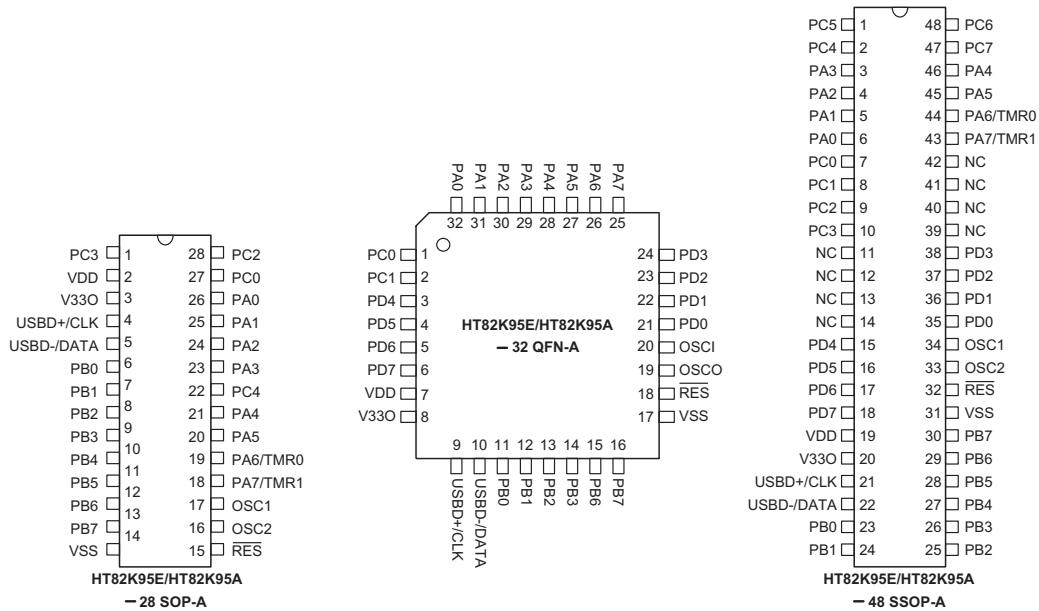 PC3 1 28 PC2
VDD 2 27 PC0
V33O 3 26 PA0
USBD+/CLK 4 25 PA1
USBD-/DATA 5 24 PA2
PB0 6 23 PA3
PB1 7 22 PC4
PB2 8 21 PA4
PB3 9 20 PA5
PB4 10 19 PA6/TMR0
PB5 11 18 PA7/TMR1
PB6 12 17 OSC1
PB7 13 16 OSC2
VSS 14 15 RES
HT82K95E/HT82K95A
– 28 SOP-A
PA0 PA1 PA2 PA3 PA4 PA5 PA6 PA7
32 31 30 29 28 27 26 25
PC0 1 24 PD3
PC1 2 23 PD2
PD4 3 22 PD1
PD5 4 21 PD0
HT82K95E/HT82K95A
– 32 QFN-A
PD6 5 20 OSCI
PD7 6 19 OSCO
VDD 7 18 RES
V33O 8 17 VSS
9 10 11 12 13 14 15 16
USBD+/CLK USBD-/DATA PB0 PB1 PB2 PB3 PB6 PB7
PC5 1 48 PC6
PC4 2 47 PC7
PA3 3 46 PA4
PA2 4 45 PA5
PA1 5 44 PA6/TMR0
PA0 6 43 PA7/TMR1
PC0 7 42 NC
PC1 8 41 NC
PC2 9 40 NC
PC3 10 39 NC
NC 11 38 PD3
NC 12 37 PD2
NC 13 36 PD1
NC 14 35 PD0
PD4 15 34 OSC1
PD5 16 33 OSC2
PD6 17 32 RES
PD7 18 31 VSS
VDD 19 30 PB7
V33O 20 29 PB6
USBD+/CLK 21 28 PB5
USBD-/DATA 22 27 PB4
PB0 23 26 PB3
PB1 24 25 PB2
HT82K95E/HT82K95A
– 48 SSOP-A